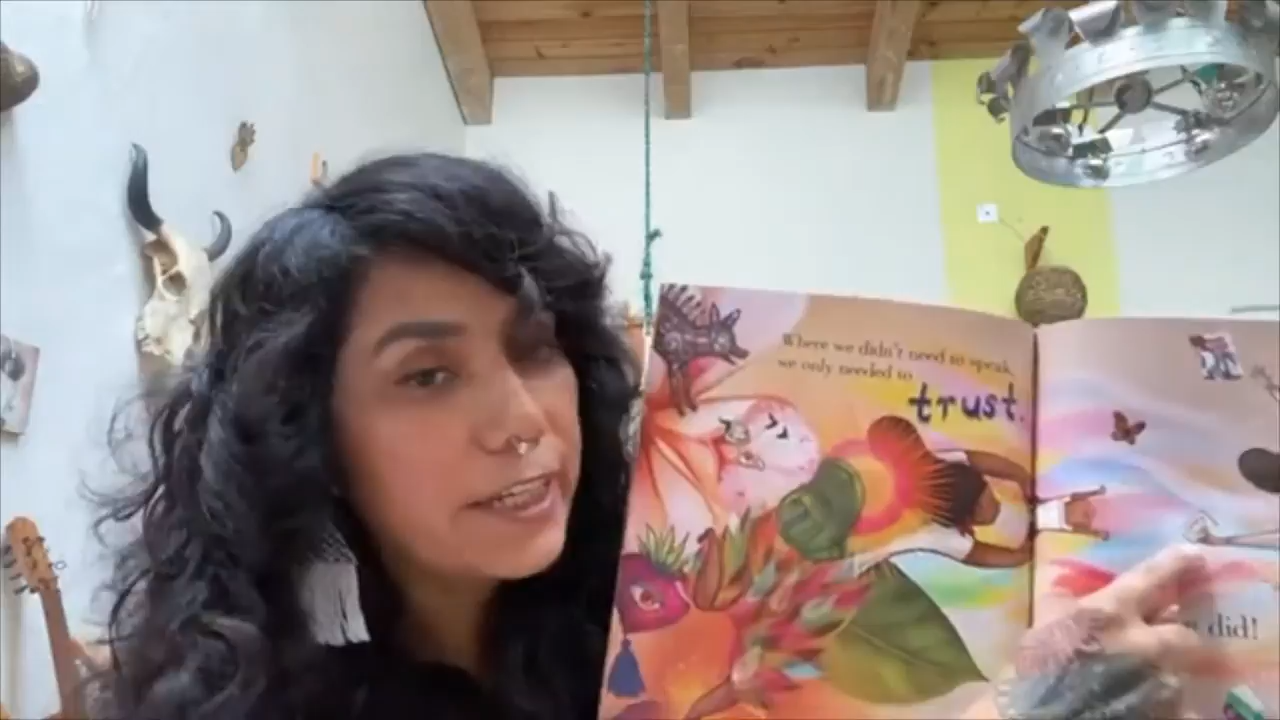 Where we didn't need to speak,
we only needed to
trust.
did!